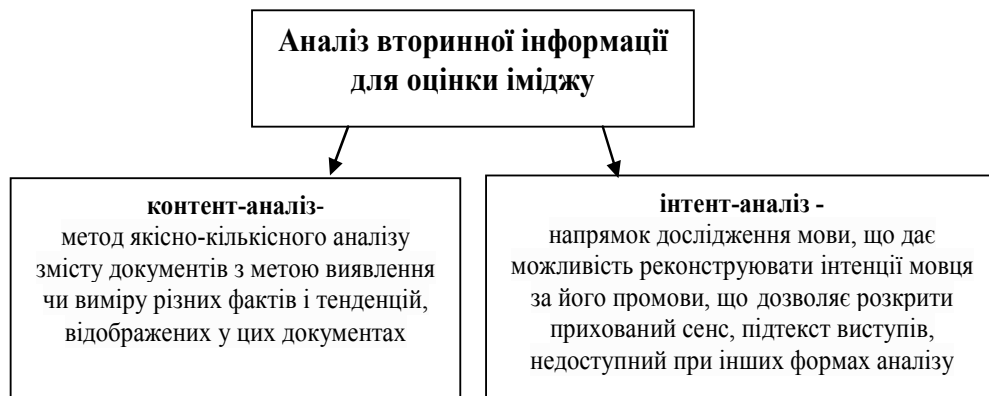 Аналіз вторинної інформації
для оцінки іміджу
контент-аналіз-
метод якісно-кількісного аналізу
змісту документів з метою виявлення
чи виміру різних фактів і тенденцій,
відображених у цих документах
інтент-аналіз -
напрямок дослідження мови, що дає
можливість реконструювати інтенції мовця
за його промови, що дозволяє розкрити
прихований сенс, підтекст виступів,
недоступний при інших формах аналізу